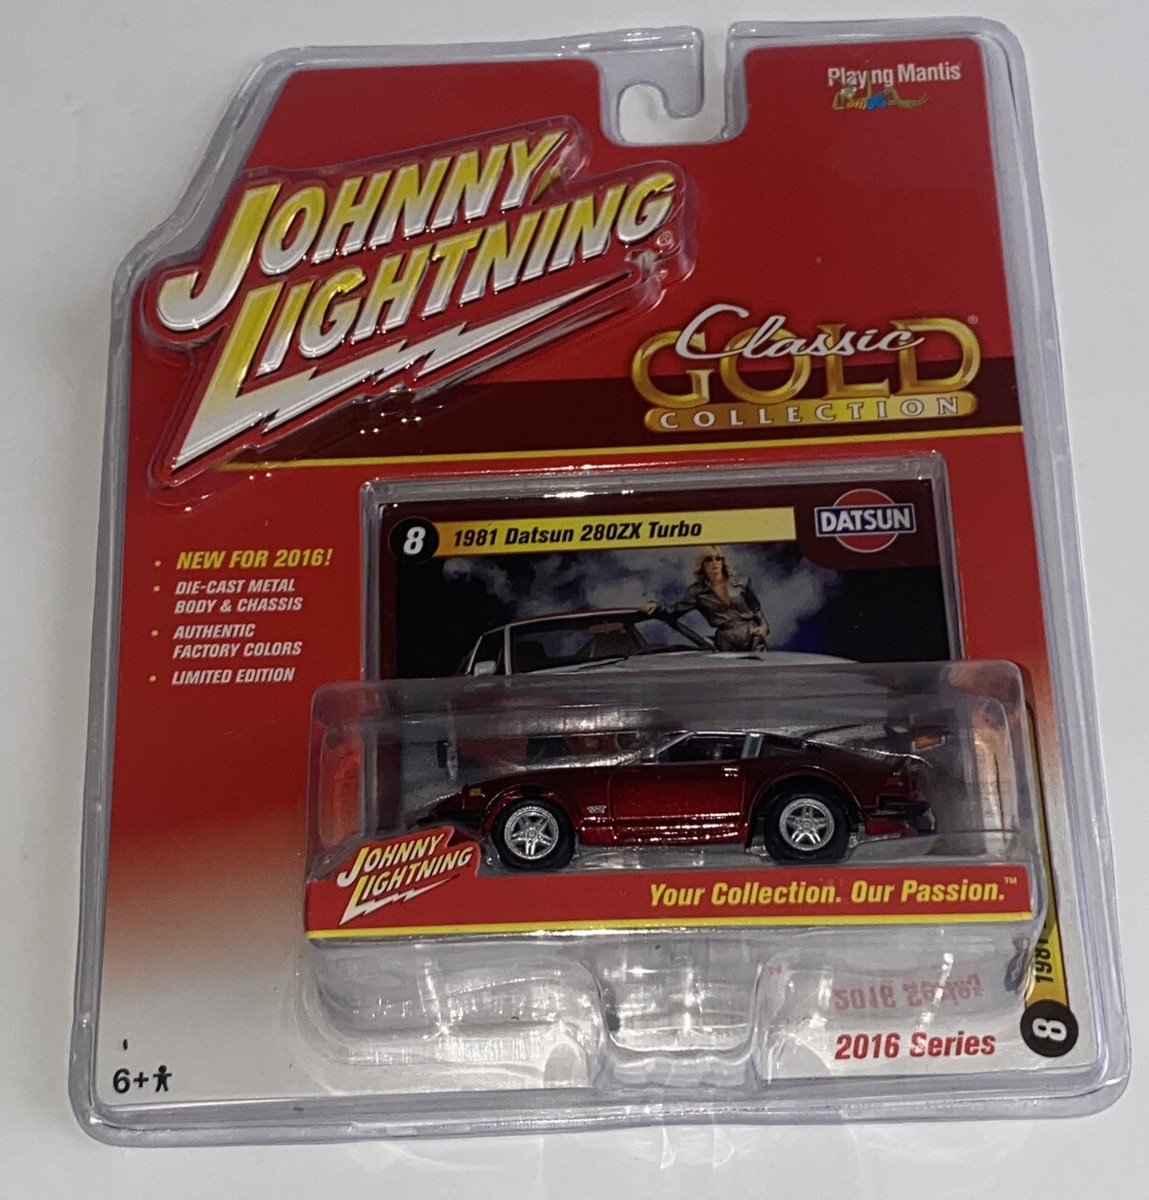 Playing Mantis
JOHNNY
LIGHTNING®
Classic
GOLD®
COLLECTION
8
1981 Datsun 280ZX Turbo
DATSUN
• NEW FOR 2016!
• DIE-CAST METAL
BODY & CHASSIS
• AUTHENTIC
FACTORY COLORS
• LIMITED EDITION
JOHNNY
LIGHTNING
Your Collection. Our Passion.™
1981
8
2016 Series
6+